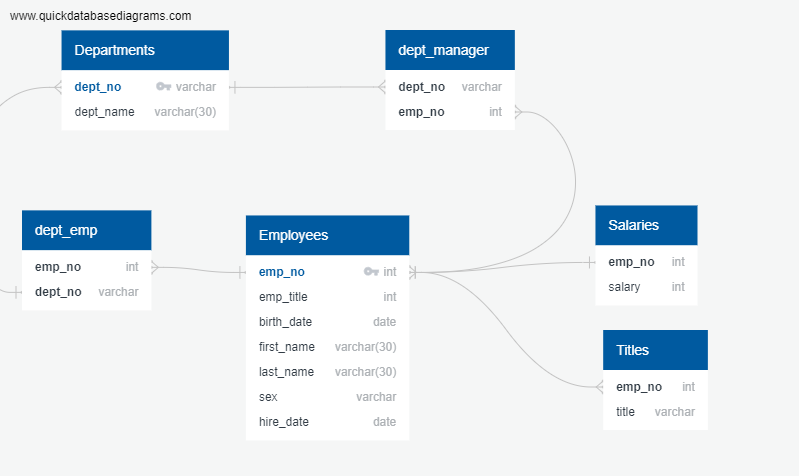 www.quickdatabasediagrams.com
Departments
dept_no varchar
dept_name varchar(30)
dept_manager
dept_no varchar
emp_no int
dept_emp
emp_no int
dept_no varchar
Employees
emp_no int
emp_title int
birth_date date
first_name varchar(30)
last_name varchar(30)
sex varchar
hire_date date
Salaries
emp_no int
salary int
Titles
emp_no int
title varchar